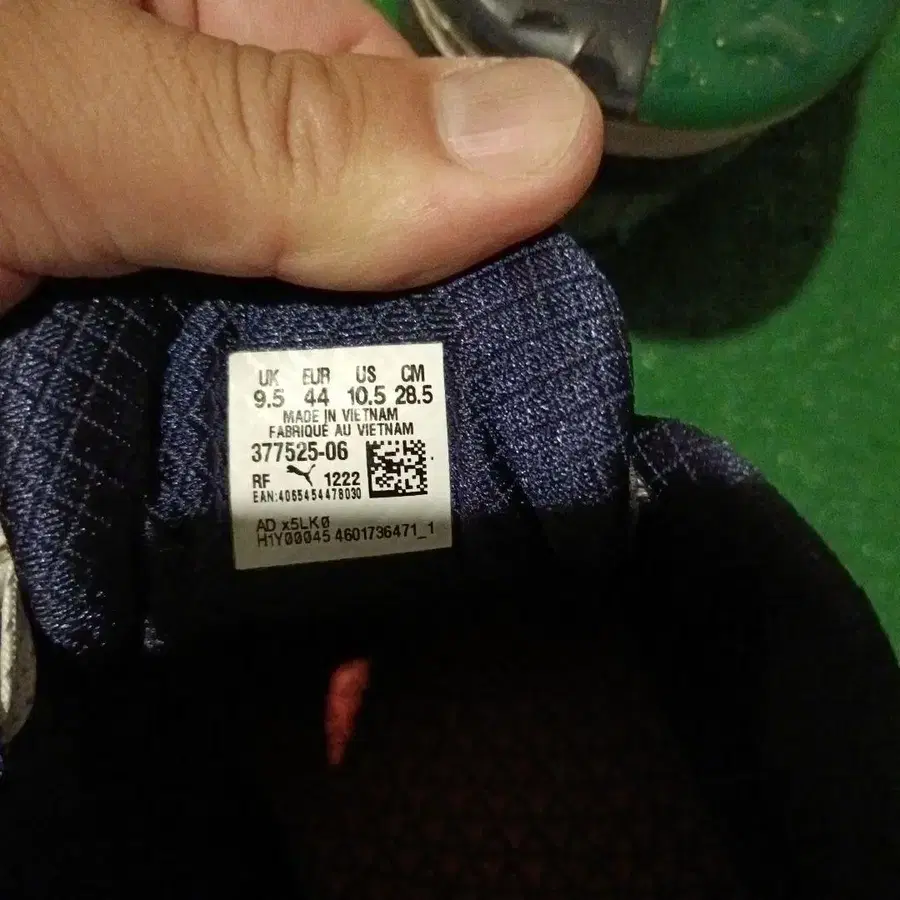 UK EUR US CM
9.5 44 10.5 28.5
MADE IN VIETNAM
FABRIQUÉ AU VIETNAM
377525-06
RF 1222
EAN:4065454478030
AD x5LK0
H1Y00045 4601736471_1